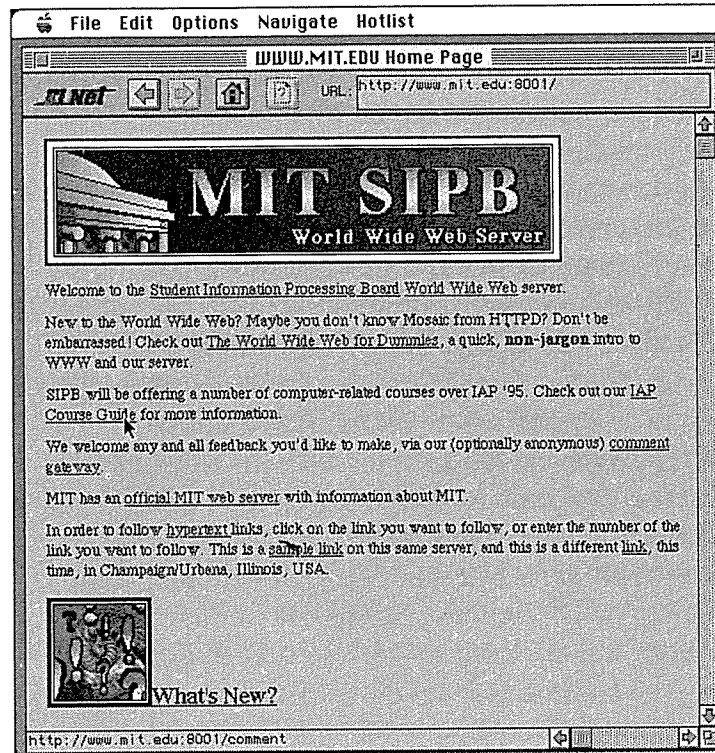 File Edit Options Navigate Hotlist
WWW.MIT.EDU Home Page
URL: http://www.mit.edu:8001/
MIT SIPB
World Wide Web Server
Welcome to the Student Information Processing Board World Wide Web server.
New to the World Wide Web? Maybe you don't know Mosaic from HTTPD? Don't be
embarrassed! Check out The World Wide Web for Dummies, a quick, non-jargon intro to
WWW and our server.
SIPB will be offering a number of computer-related courses over IAP '95. Check out our IAP
Course Guide for more information.
We welcome any and all feedback you'd like to make, via our (optionally anonymous) comment
gateway.
MIT has an official MIT web server with information about MIT.
In order to follow hypertext links, click on the link you want to follow, or enter the number of the
link you want to follow. This is a sample link on this same server, and this is a different link, this
time, in Champaign/Urbana, Illinois, USA.
What's New?
http://www.mit.edu:8001/comment